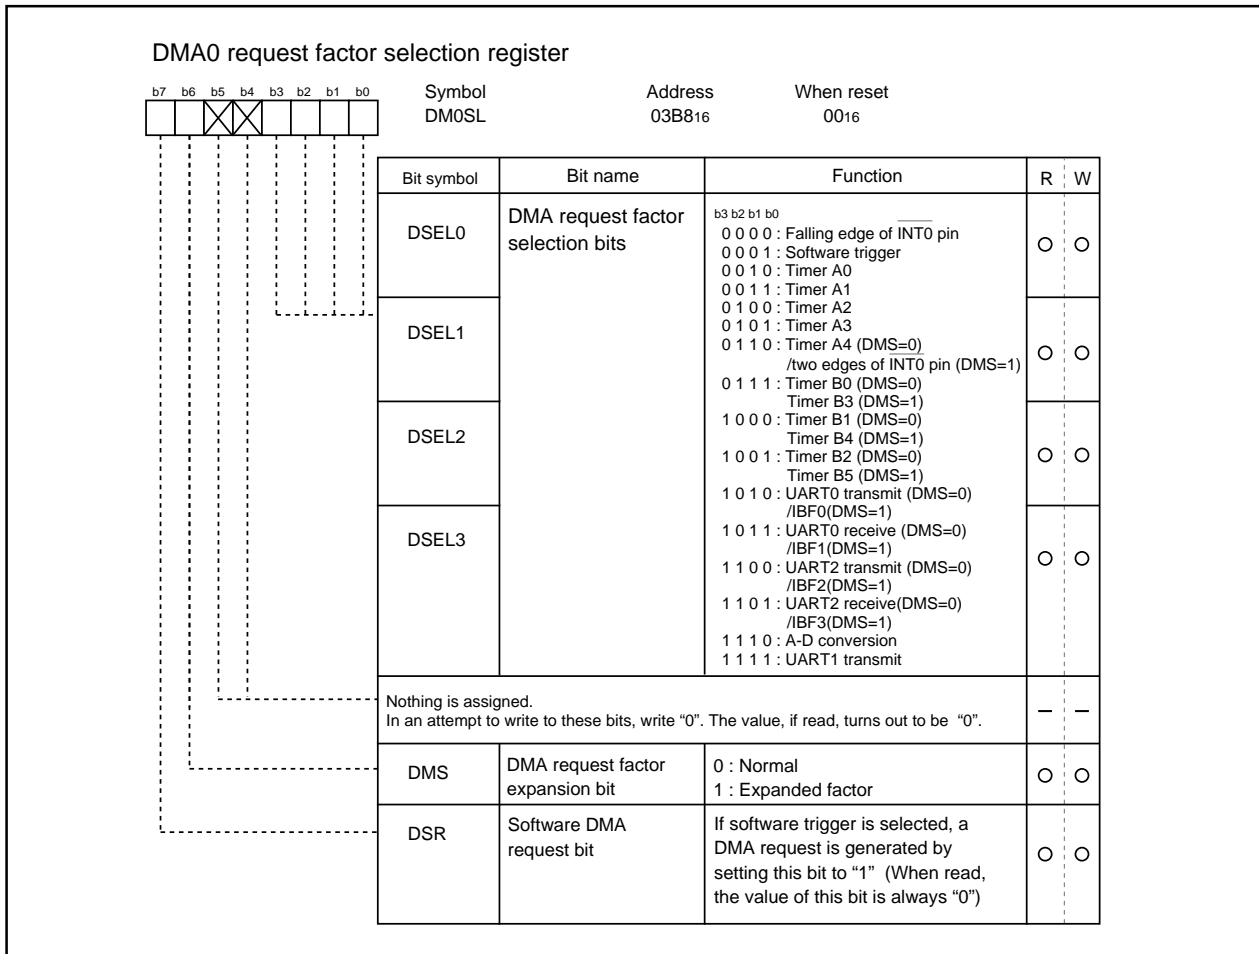 DMA0 request factor selection register
b7 b6 b5 b4 b3 b2 b1 b0
Symbol Address When reset
DM0SL 03B816 0016
Bit symbol Bit name Function R W
DSEL0
DMA request factor
selection bits
b3 b2 b1 b0
0 0 0 0 : Falling edge of INT0 pin
0 0 0 1 : Software trigger
0 0 1 0 : Timer A0
0 0 1 1 : Timer A1
0 1 0 0 : Timer A2
0 1 0 1 : Timer A3
0 1 1 0 : Timer A4 (DMS=0)
/two edges of INT0 pin (DMS=1)
0 1 1 1 : Timer B0 (DMS=0)
Timer B3 (DMS=1)
1 0 0 0 : Timer B1 (DMS=0)
Timer B4 (DMS=1)
1 0 0 1 : Timer B2 (DMS=0)
Timer B5 (DMS=1)
1 0 1 0 : UART0 transmit (DMS=0)
/IBF0(DMS=1)
1 0 1 1 : UART0 receive (DMS=0)
/IBF1(DMS=1)
1 1 0 0 : UART2 transmit (DMS=0)
/IBF2(DMS=1)
1 1 0 1 : UART2 receive(DMS=0)
/IBF3(DMS=1)
1 1 1 0 : A-D conversion
1 1 1 1 : UART1 transmit
DSEL1
DSEL2
DSEL3
Nothing is assigned.
In an attempt to write to these bits, write “0”. The value, if read, turns out to be “0”.
– –
DMS
DMA request factor
expansion bit
0 : Normal
1 : Expanded factor
DSR
Software DMA
request bit
If software trigger is selected, a
DMA request is generated by
setting this bit to “1” (When read,
the value of this bit is always “0”)